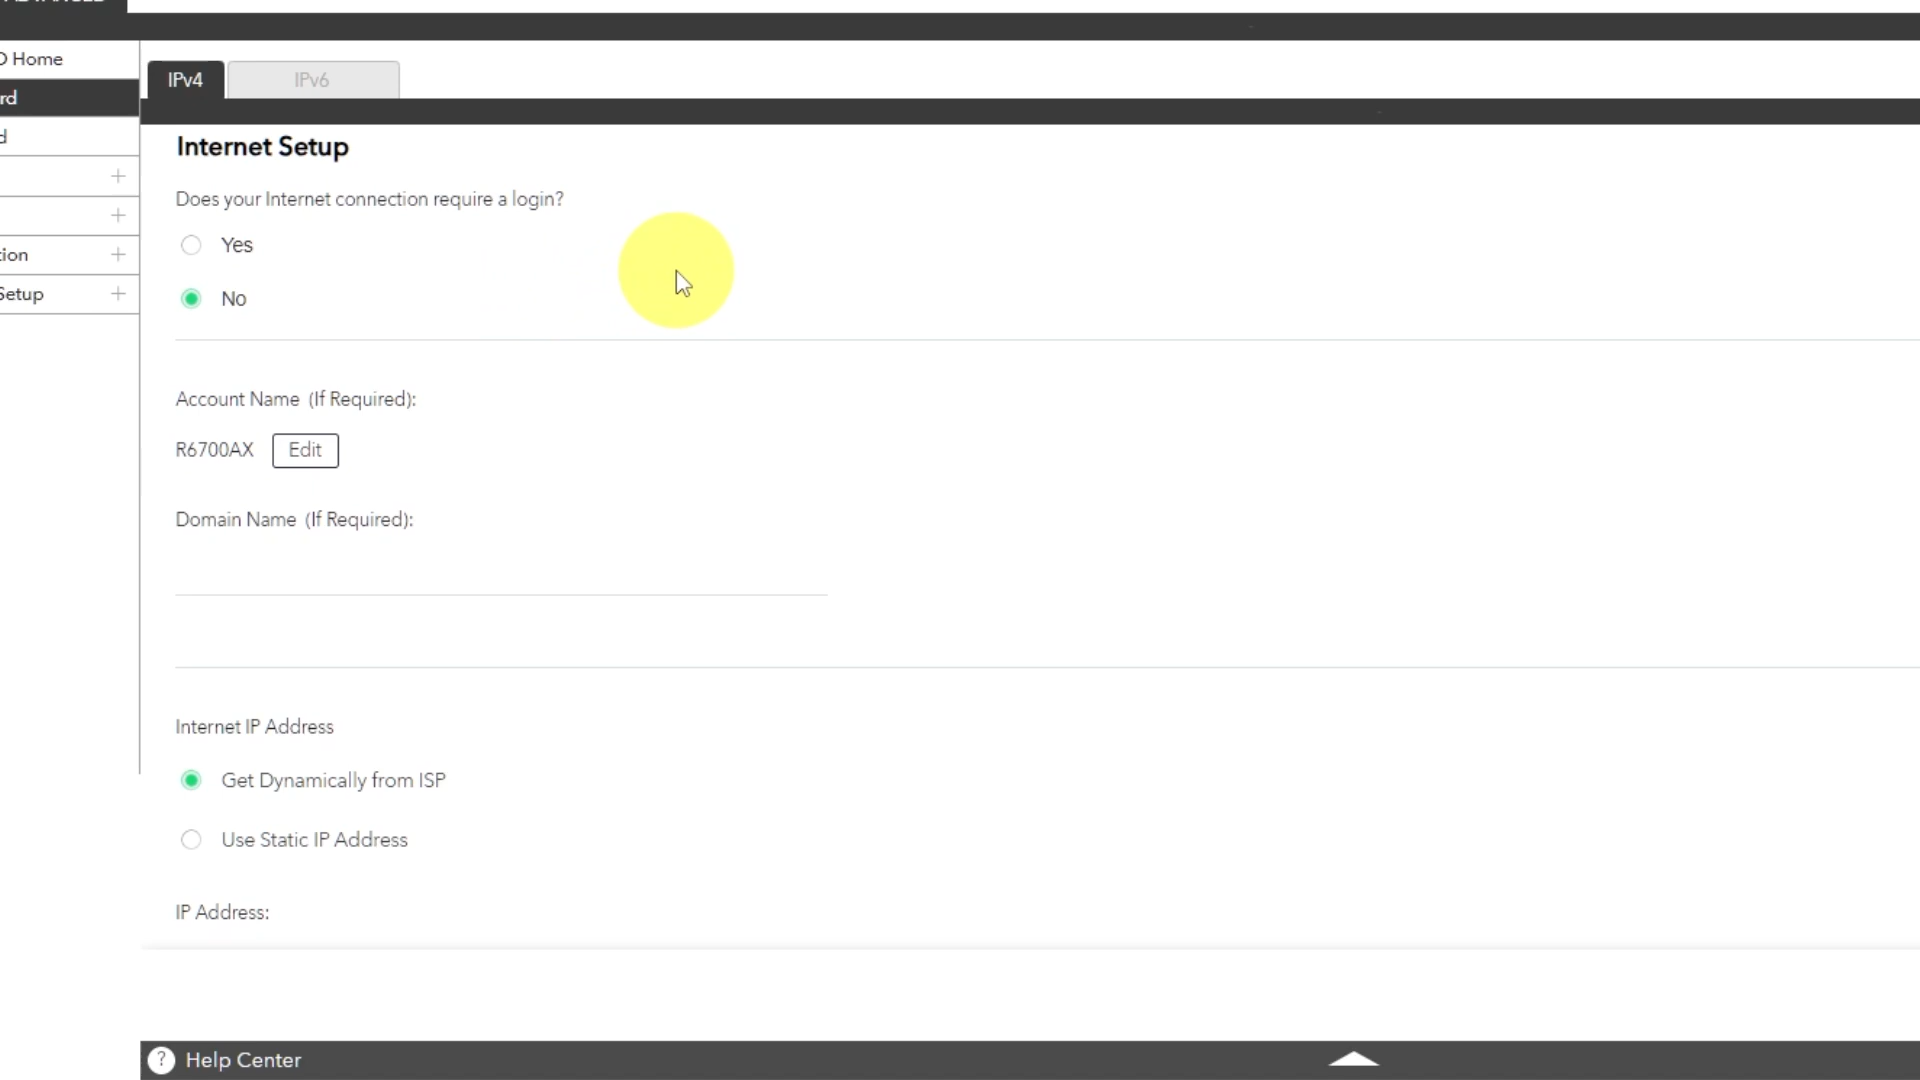 Home
IPv4
IPv6
Internet Setup
Does your Internet connection require a login?
Yes
No
Setup
Account Name (If Required):
R6700AX
Edit
Domain Name (If Required):
Internet IP Address
Get Dynamically from ISP
Use Static IP Address
IP Address:
? Help Center